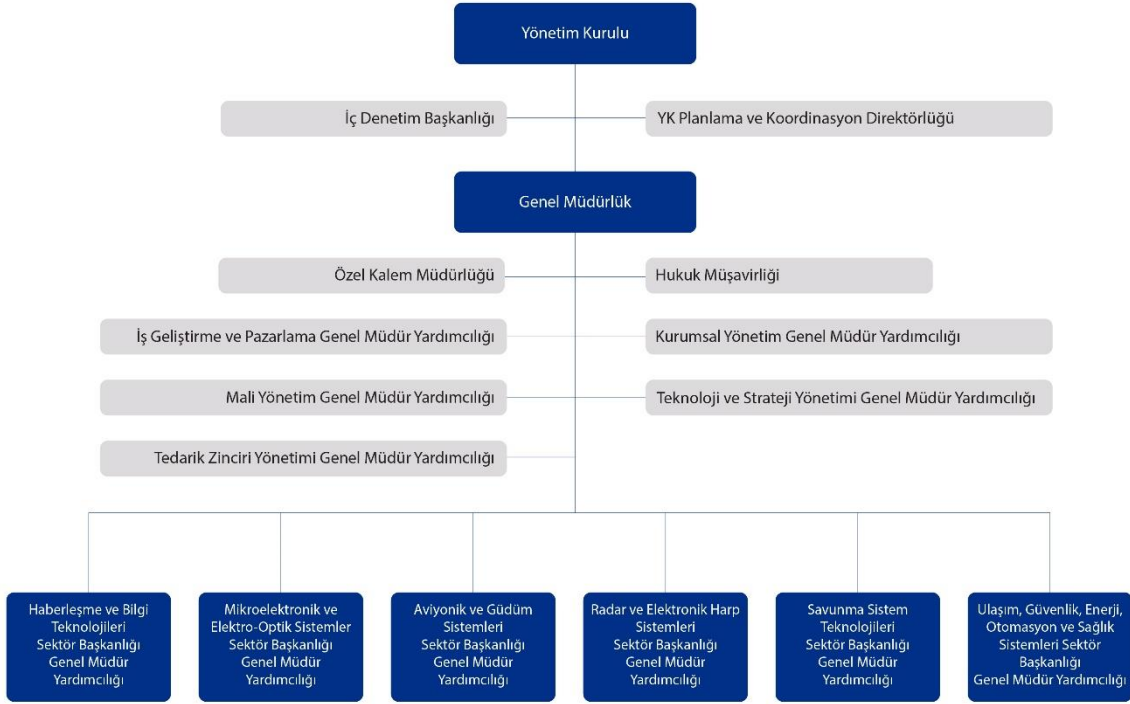 Yönetim Kurulu
İç Denetim Başkanlığı
YK Planlama ve Koordinasyon Direktörlüğü
Genel Müdürlük
Özel Kalem Müdürlüğü
Hukuk Müşavirliği
İş Geliştirme ve Pazarlama Genel Müdür Yardımcılığı
Kurumsal Yönetim Genel Müdür Yardımcılığı
Mali Yönetim Genel Müdür Yardımcılığı
Teknoloji ve Strateji Yönetimi Genel Müdür Yardımcılığı
Tedarik Zinciri Yönetimi Genel Müdür Yardımcılığı
Haberleşme ve Bilgi
Teknolojileri
Sektör Başkanlığı
Genel Müdür
Yardımcılığı
Mikroelektronik ve
Elektro-Optik Sistemler
Sektör Başkanlığı
Genel Müdür
Yardımcılığı
Aviyonik ve Güdüm
Sistemleri
Sektör Başkanlığı
Genel Müdür
Yardımcılığı
Radar ve Elektronik Harp
Sistemleri
Sektör Başkanlığı
Genel Müdür
Yardımcılığı
Savunma Sistem
Teknolojileri
Sektör Başkanlığı
Genel Müdür
Yardımcılığı
Ulaşım, Güvenlik, Enerji,
Otomasyon ve Sağlık
Sistemleri Sektör
Başkanlığı
Genel Müdür Yardımcılığı